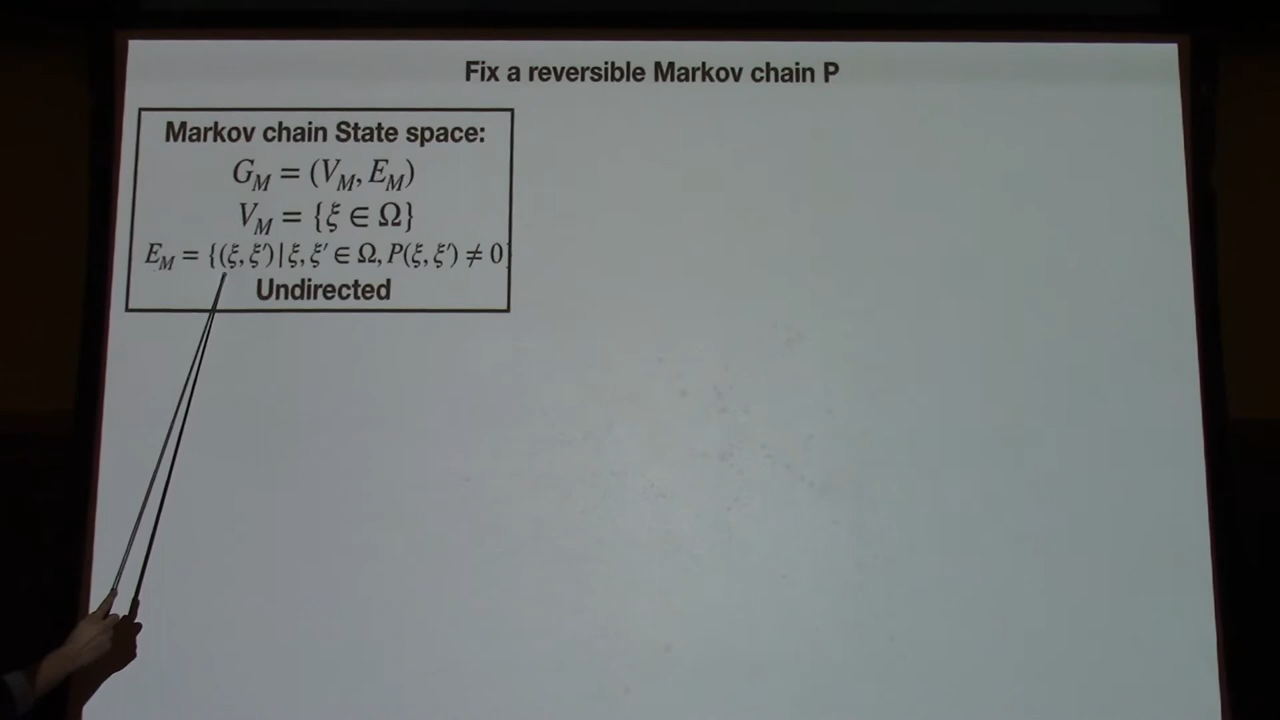 Fix a reversible Markov chain P
Markov chain State space:
G_M = (V_M, E_M)
V_M = {ξ ∈ Ω}
E_M = {(ξ, ξ′) | ξ, ξ′ ∈ Ω, P(ξ, ξ′) ≠ 0}
Undirected